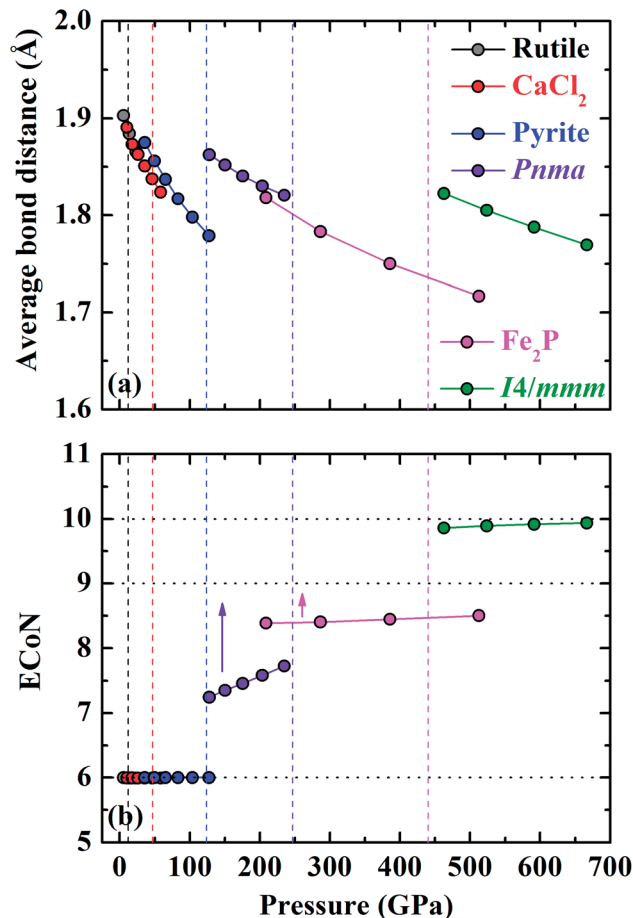 Average bond distance (Å)
2.0
1.9
1.8
1.7
1.6
Rutile
CaCl₂
Pyrite
Pnma
Fe₂P
I4/mmm
(a)
ECoN
11
10
9
8
7
6
5
(b)
0 100 200 300 400 500 600 700
Pressure (GPa)